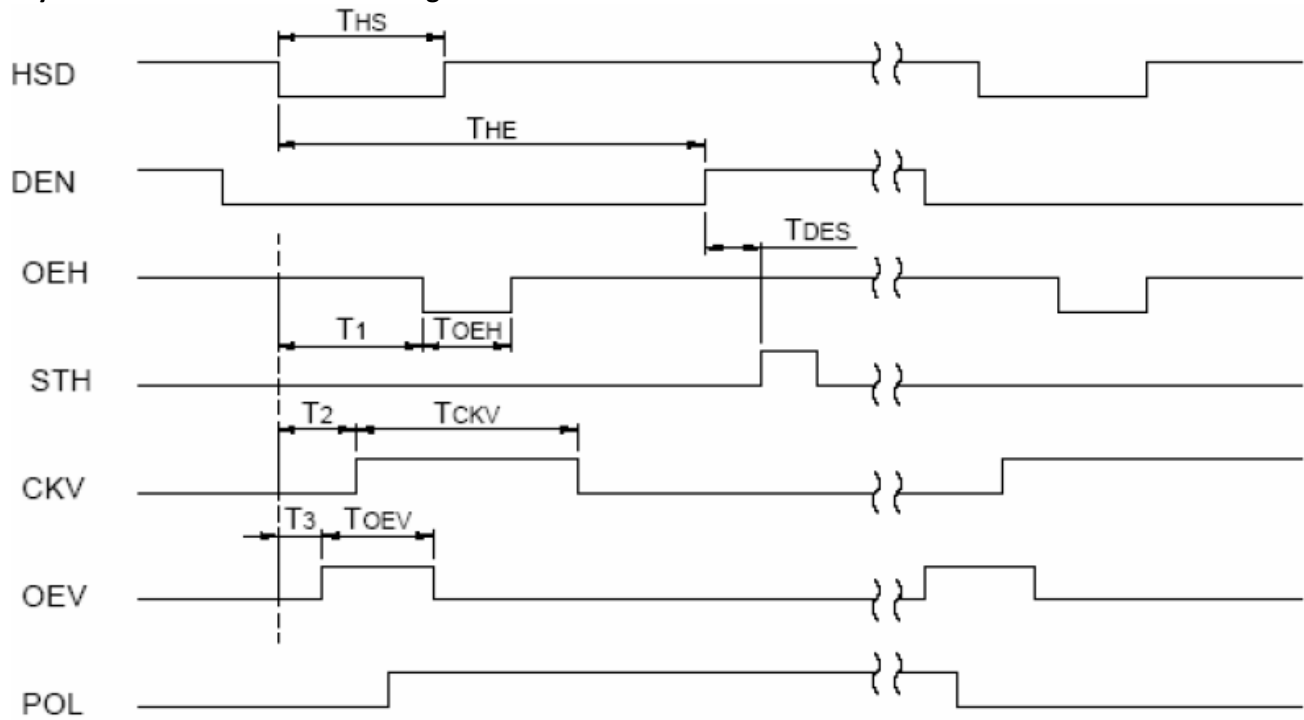 THS
HSD
THE
DEN
TDES
OEH
T1 TOEH
STH
T2 TCKV
CKV
T3 TOEV
OEV
POL